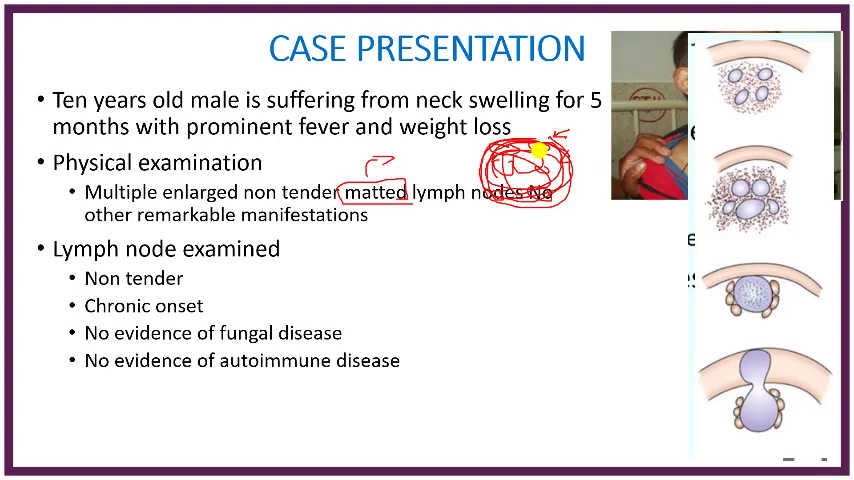 CASE PRESENTATION
• Ten years old male is suffering from neck swelling for 5
months with prominent fever and weight loss
• Physical examination
• Multiple enlarged non tender matted lymph nodes No
other remarkable manifestations
• Lymph node examined
• Non tender
• Chronic onset
• No evidence of fungal disease
• No evidence of autoimmune disease